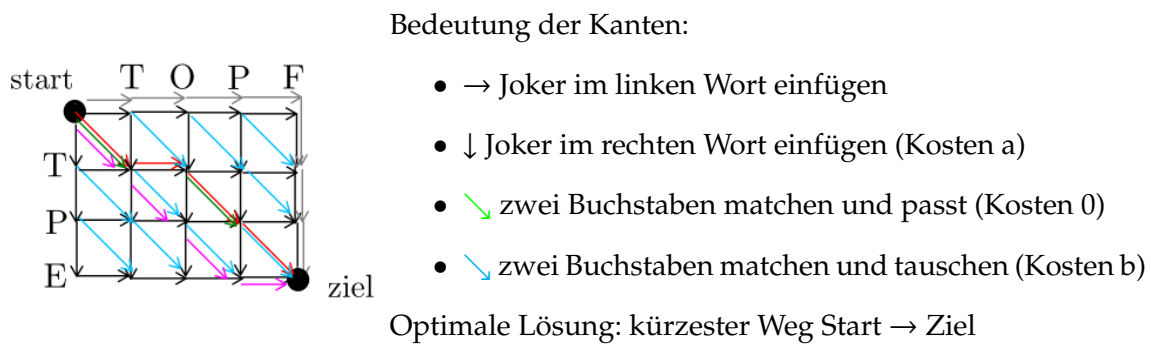 Bedeutung der Kanten:
start T O P F
• → Joker im linken Wort einfügen
• ↓ Joker im rechten Wort einfügen (Kosten a)
T
• ↘ zwei Buchstaben matchen und passt (Kosten 0)
P
• ↘ zwei Buchstaben matchen und tauschen (Kosten b)
E
ziel
Optimale Lösung: kürzester Weg Start → Ziel